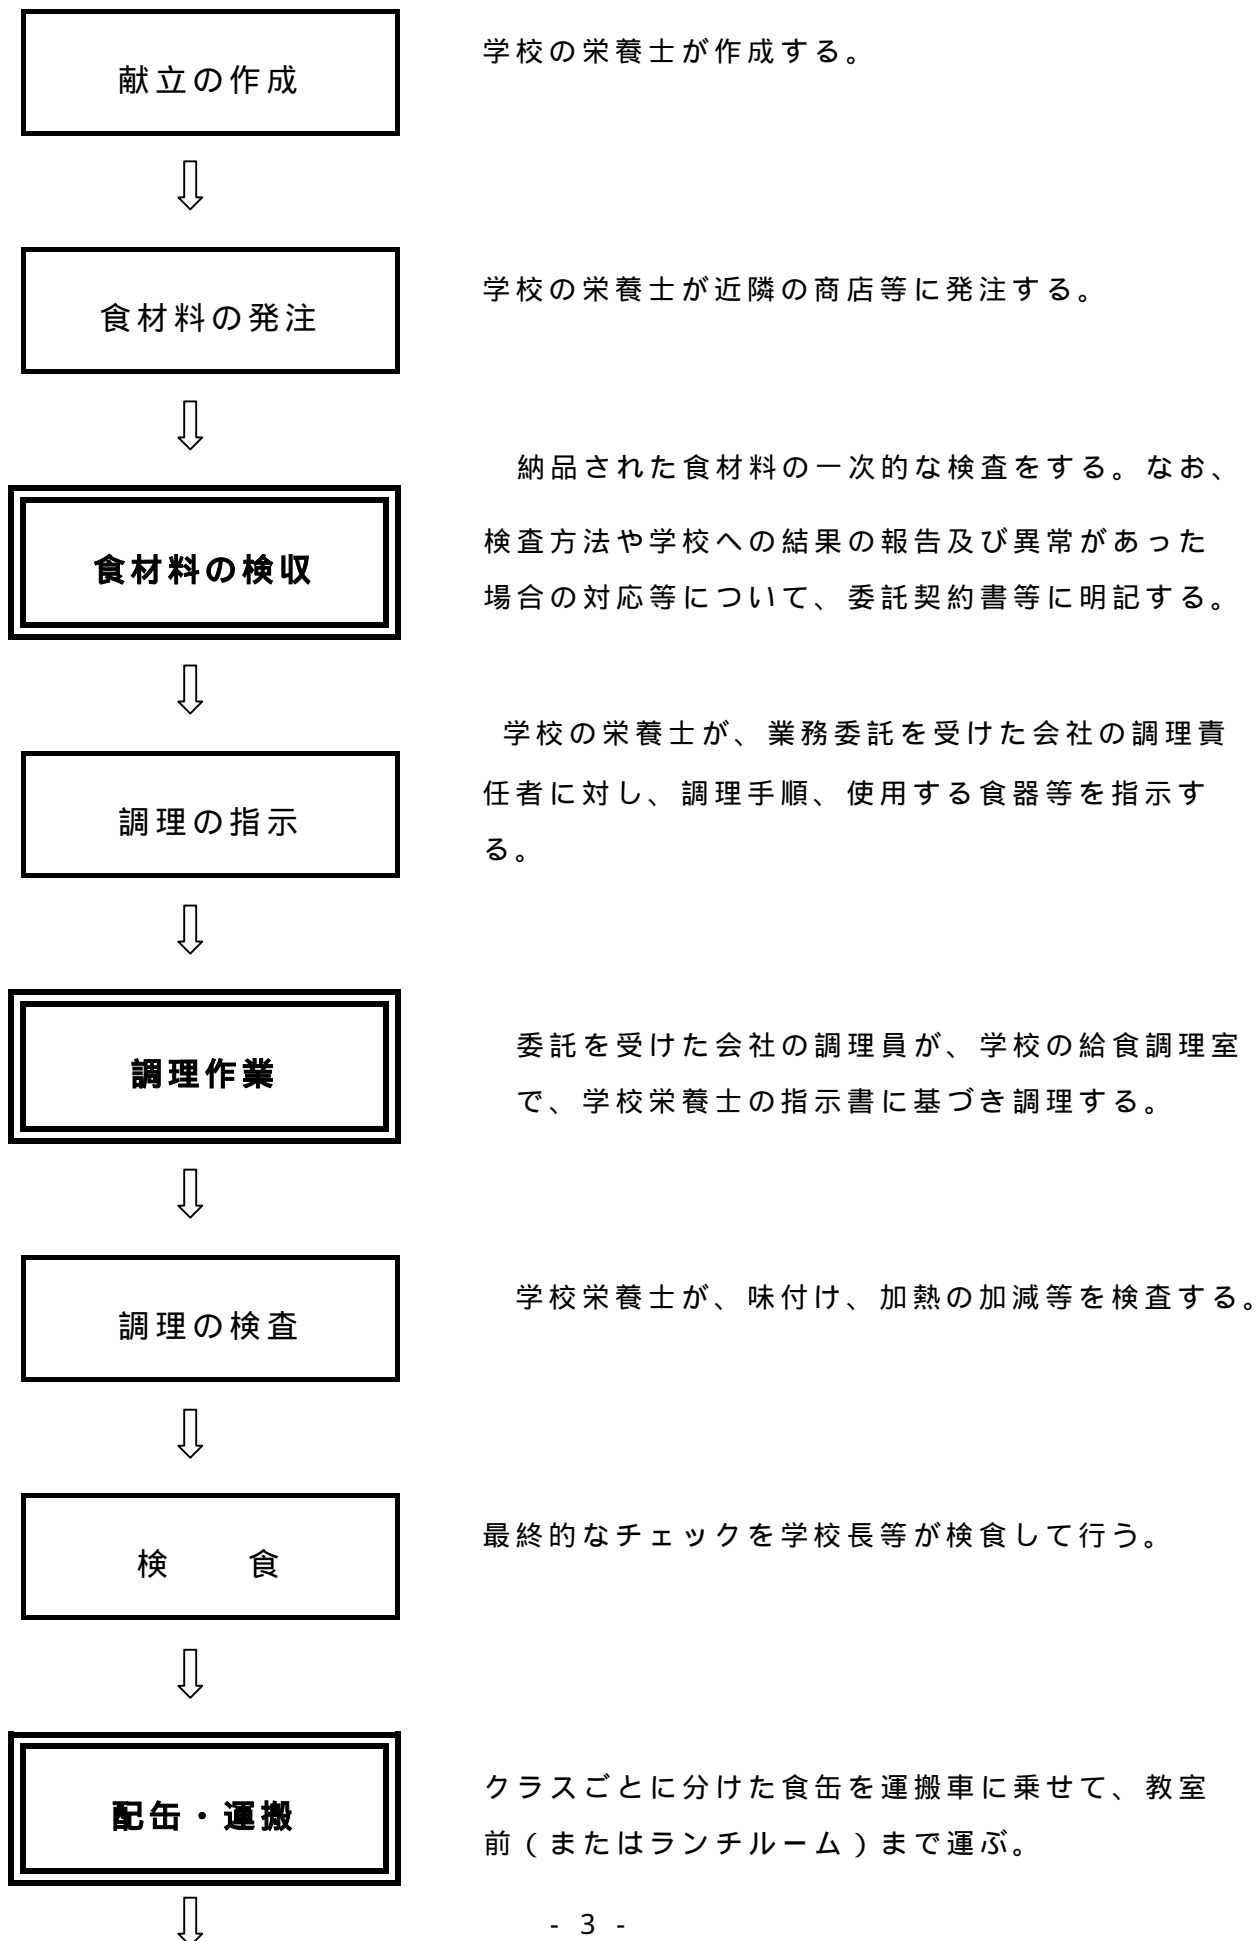 献立の作成
学校の栄養士が作成する。
食材料の発注
学校の栄養士が近隣の商店等に発注する。
食材料の検収
納品された食材料の一次的な検査をする。なお、
検査方法や学校への結果の報告及び異常があった
場合の対応等について、委託契約書等に明記する。
調理の指示
学校の栄養士が、業務委託を受けた会社の調理責
任者に対し、調理手順、使用する食器等を指示す
る。
調理作業
委託を受けた会社の調理員が、学校の給食調理室
で、学校栄養士の指示書に基づき調理する。
調理の検査
学校栄養士が、味付け、加熱の加減等を検査する。
検　　食
最終的なチェックを学校長等が検食して行う。
配缶・運搬
クラスごとに分けた食缶を運搬車に乗せて、教室
前（またはランチルーム）まで運ぶ。
- 3 -